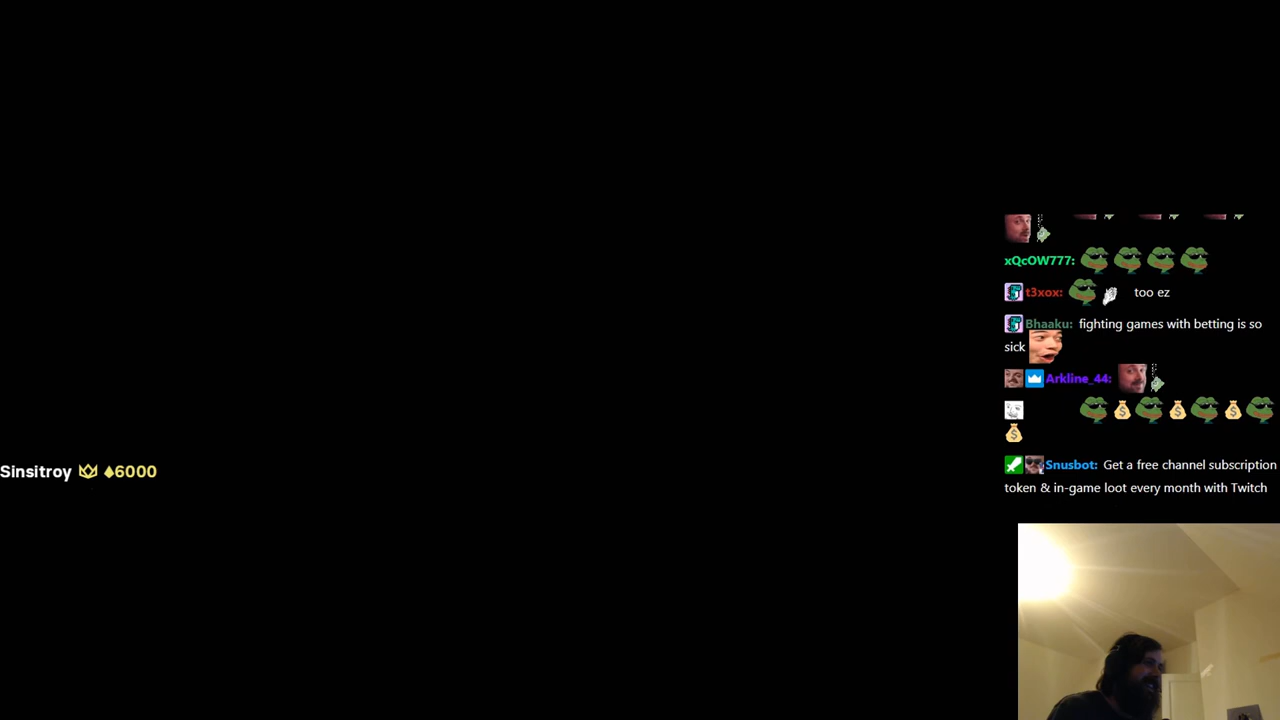 xQcOW777:
t3xox: too ez
Bhaaku: fighting games with betting is so
sick
Arkline_44:
Sinsitroy 6000
Snusbot: Get a free channel subscription
token & in-game loot every month with Twitch